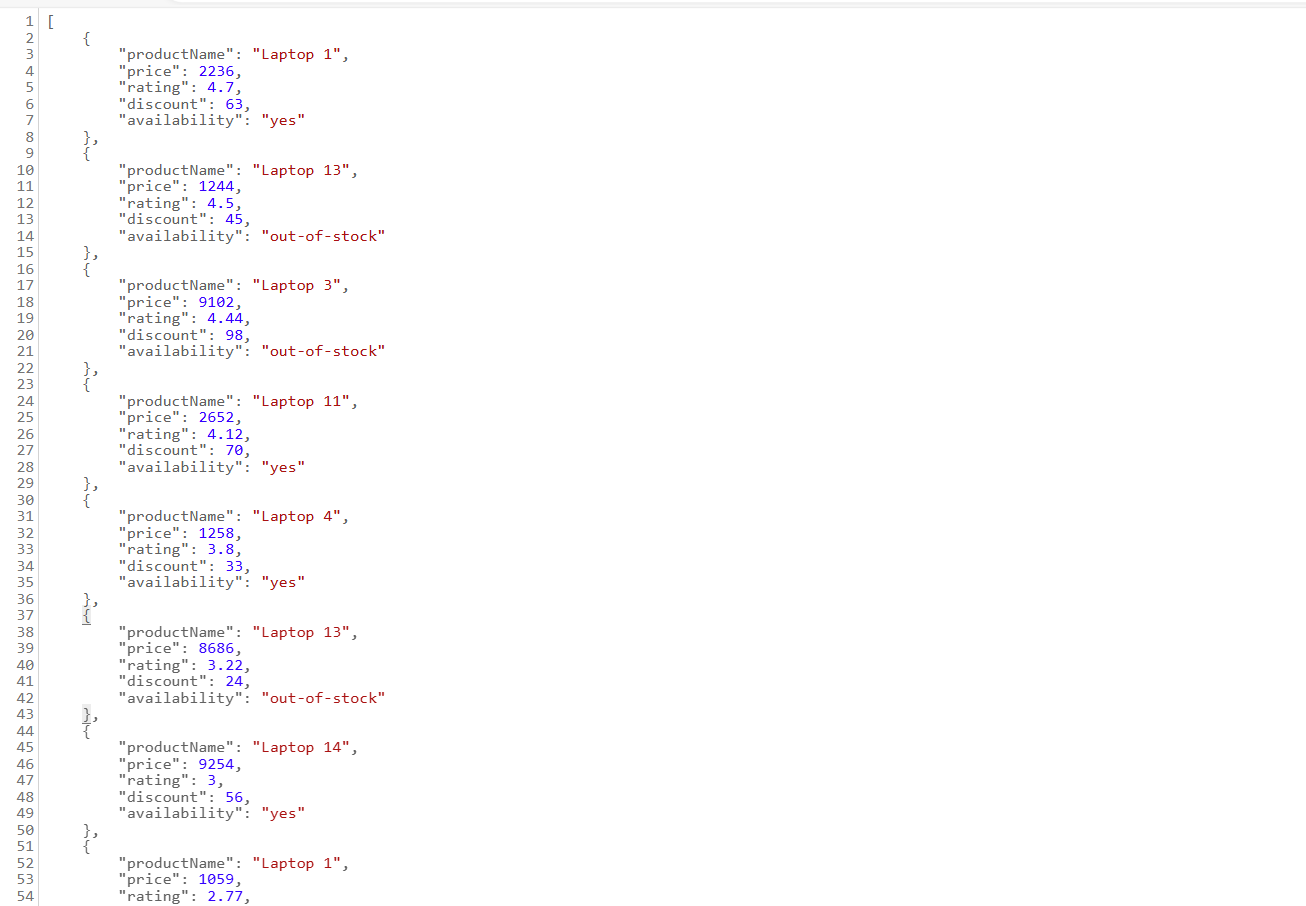 1 [
2     {
3         "productName": "Laptop 1",
4         "price": 2236,
5         "rating": 4.7,
6         "discount": 63,
7         "availability": "yes"
8     },
9     {
10         "productName": "Laptop 13",
11         "price": 1244,
12         "rating": 4.5,
13         "discount": 45,
14         "availability": "out-of-stock"
15     },
16     {
17         "productName": "Laptop 3",
18         "price": 9102,
19         "rating": 4.44,
20         "discount": 98,
21         "availability": "out-of-stock"
22     },
23     {
24         "productName": "Laptop 11",
25         "price": 2652,
26         "rating": 4.12,
27         "discount": 70,
28         "availability": "yes"
29     },
30     {
31         "productName": "Laptop 4",
32         "price": 1258,
33         "rating": 3.8,
34         "discount": 33,
35         "availability": "yes"
36     },
37     {
38         "productName": "Laptop 13",
39         "price": 8686,
40         "rating": 3.22,
41         "discount": 24,
42         "availability": "out-of-stock"
43     },
44     {
45         "productName": "Laptop 14",
46         "price": 9254,
47         "rating": 3,
48         "discount": 56,
49         "availability": "yes"
50     },
51     {
52         "productName": "Laptop 1",
53         "price": 1059,
54         "rating": 2.77,